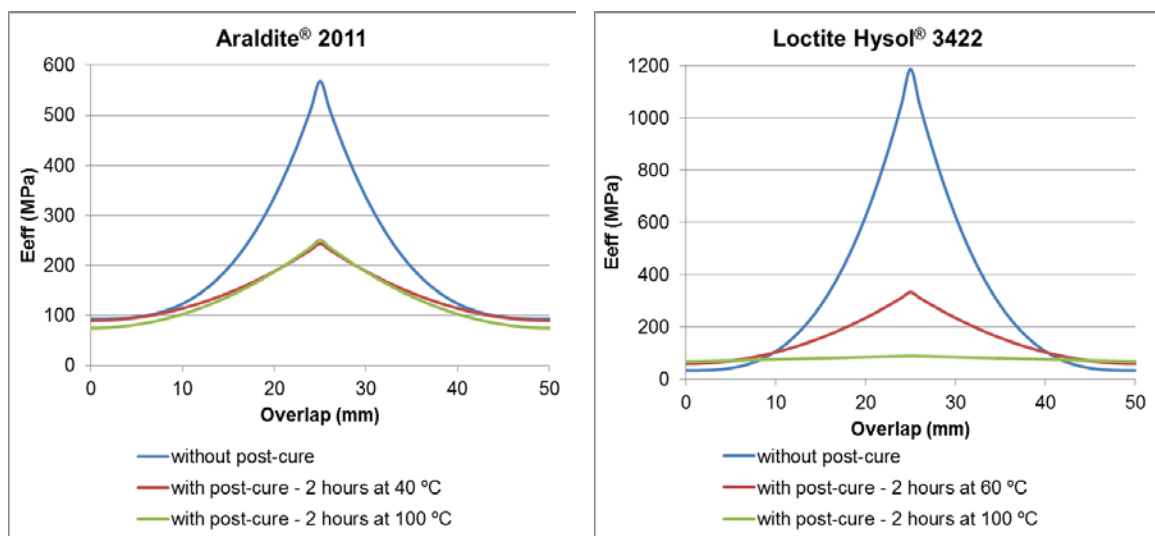 Araldite® 2011
600
500
400
300
200
100
0
Eeff (MPa)
0 10 20 30 40 50
Overlap (mm)
without post-cure
with post-cure - 2 hours at 40 ºC
with post-cure - 2 hours at 100 ºC
Loctite Hysol® 3422
1200
1000
800
600
400
200
0
Eeff (MPa)
0 10 20 30 40 50
Overlap (mm)
without post-cure
with post-cure - 2 hours at 60 ºC
with post-cure - 2 hours at 100 ºC